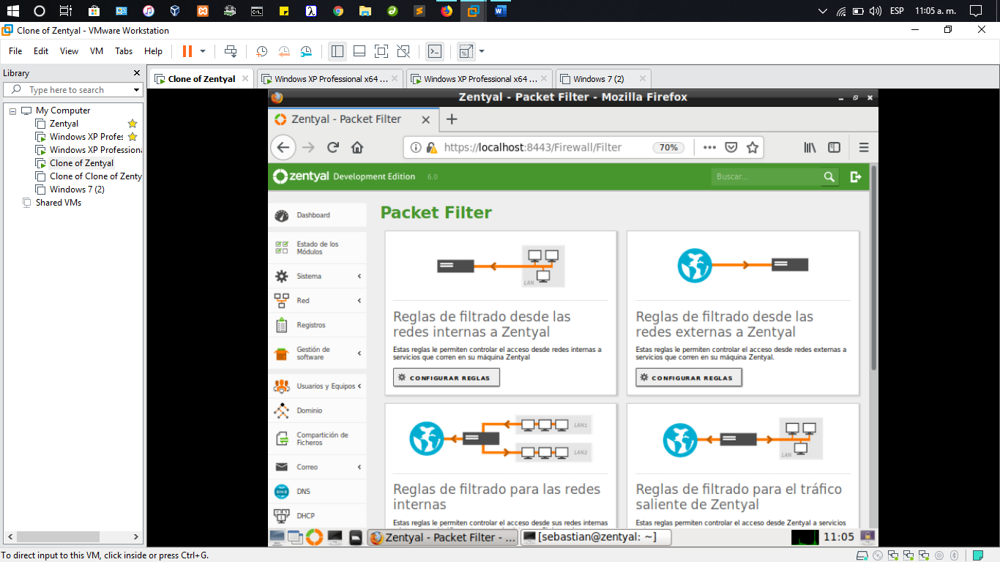 ESP
11:05 a. m.
Clone of Zentyal - VMware Workstation
File Edit View VM Tabs Help
Library
Type here to search
My Computer
Zentyal
Windows XP Profes
Windows XP Professiona
Clone of Zentyal
Clone of Clone of Zenty
Windows 7 (2)
Shared VMs
Clone of Zentyal
Windows XP Professional x64 ...
Windows XP Professional x64 ...
Windows 7 (2)
Zentyal - Packet Filter - Mozilla Firefox
Zentyal - Packet Filter
https://localhost:8443/Firewall/Filter
70%
zentyal Development Edition 6.0
Buscar...
Dashboard
Estado de los
Módulos
Sistema
Red
Registros
Gestión de
software
Usuarios y Equipos
Dominio
Compartición de
Ficheros
Correo
DNS
DHCP
Packet Filter
LAN
Reglas de filtrado desde las
redes internas a Zentyal
Estas reglas le permiten controlar el acceso desde redes internas a
servicios que corren en su máquina Zentyal
CONFIGURAR REGLAS
Reglas de filtrado desde las
redes externas a Zentyal
Estas reglas le permiten controlar el acceso desde redes externas a
servicios que corren en su máquina Zentyal.
CONFIGURAR REGLAS
LAN1
LAN2
Reglas de filtrado para las redes
internas
Estas reglas le permiten controlar el acceso desde sus redes internas
LAN
Reglas de filtrado para el tráfico
saliente de Zentyal
Estas reglas permiten controlar el acceso desde Zentyal a servicios
Zentyal - Packet Filter - ...
[sebastian@zentyal: ~]
11:05
To direct input to this VM, click inside or press Ctrl+G.